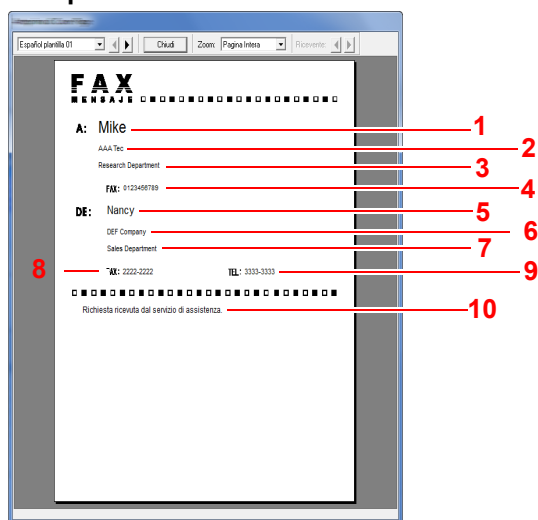 Español plantilla 01 Chiudi Zoom: Pagina Intera Ricevente:
FAX
MENSAJE
A: Mike 1
AAA Tec 2
Research Department 3
FAX: 0123456789 4
DE: Nancy 5
DEF Company 6
Sales Department 7
8 FAX: 2222-2222 TEL: 3333-3333 9
Richiesta ricevuta dal servizio di assistenza. 10